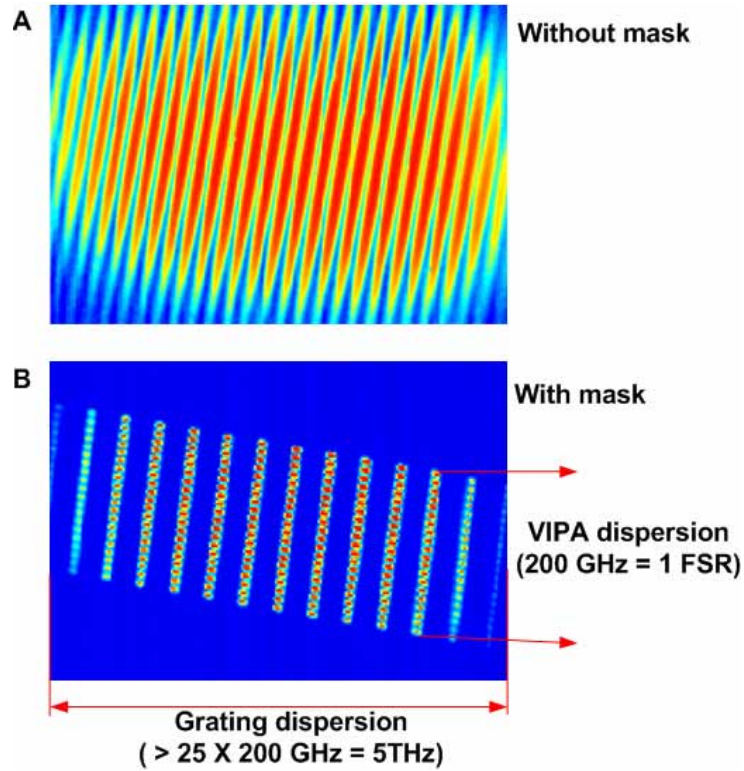 A
Without mask
B
With mask
VIPA dispersion
(200 GHz = 1 FSR)
Grating dispersion
( > 25 X 200 GHz = 5THz)